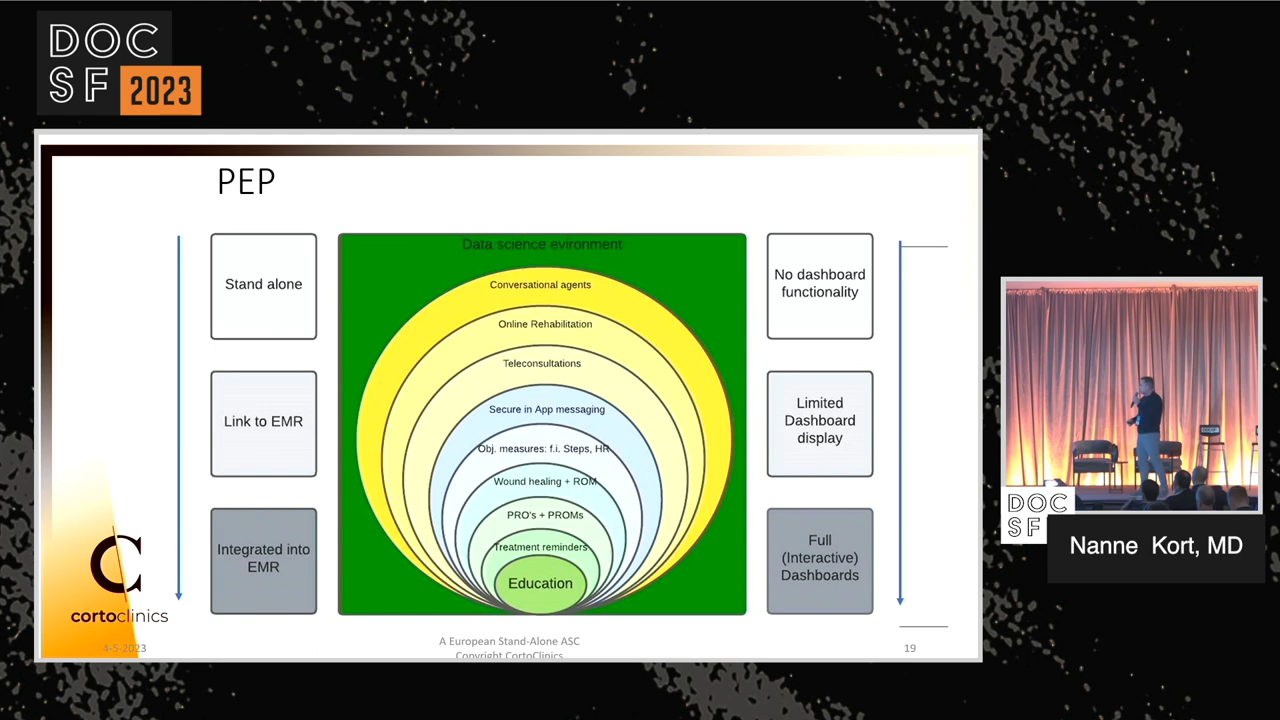 DOC
SF 2023
PEP
Stand alone
Link to EMR
Integrated into
EMR
Data science evironment
Conversational agents
Online Rehabilitation
Teleconsultations
Secure in App messaging
Obj. measures: f.i. Steps, HR
Wound healing + ROM
PRO's + PROMs
Treatment reminders
Education
No dashboard
functionality
Limited
Dashboard
display
Full
(Interactive)
Dashboards
C
cortoclinics
4-5-2023
A European Stand-Alone ASC
Copyright CortoClinics
19
DOC
SF
Nanne Kort, MD